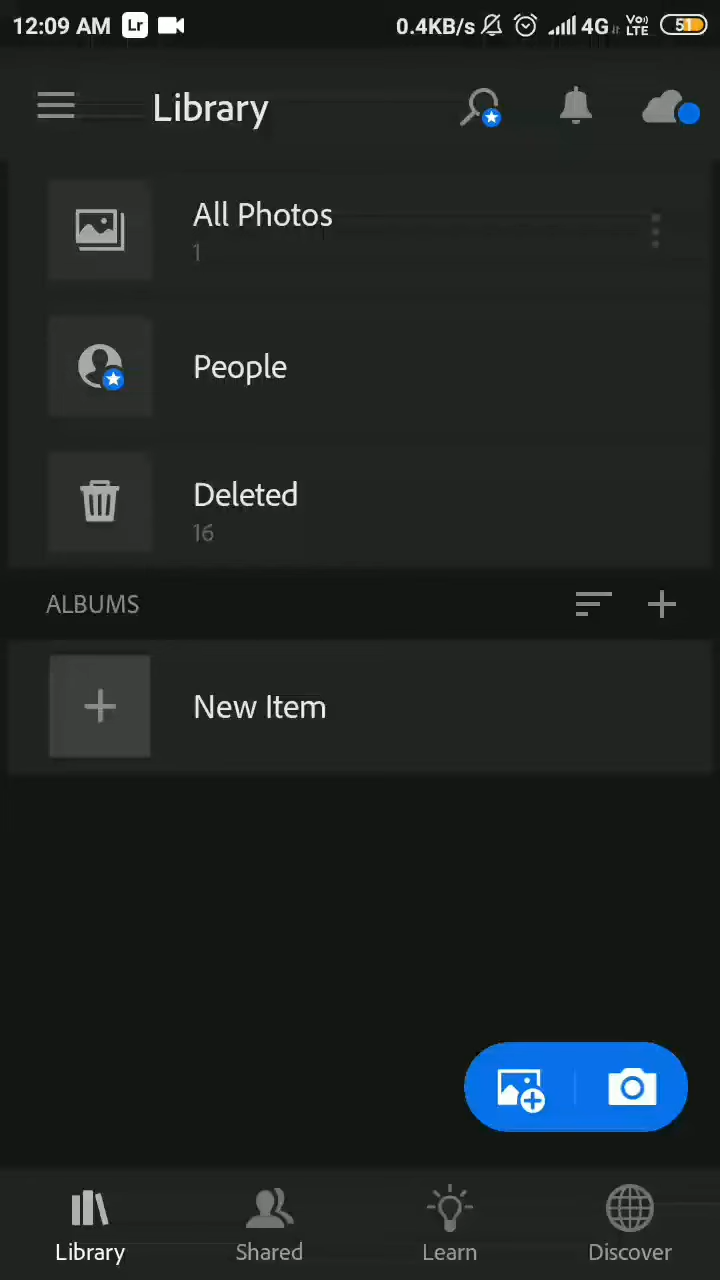 12:09 AM Lr 0.4KB/s 4G Vo) LTE 51
Library
All Photos
1
People
Deleted
16
ALBUMS
New Item
Library Shared Learn Discover